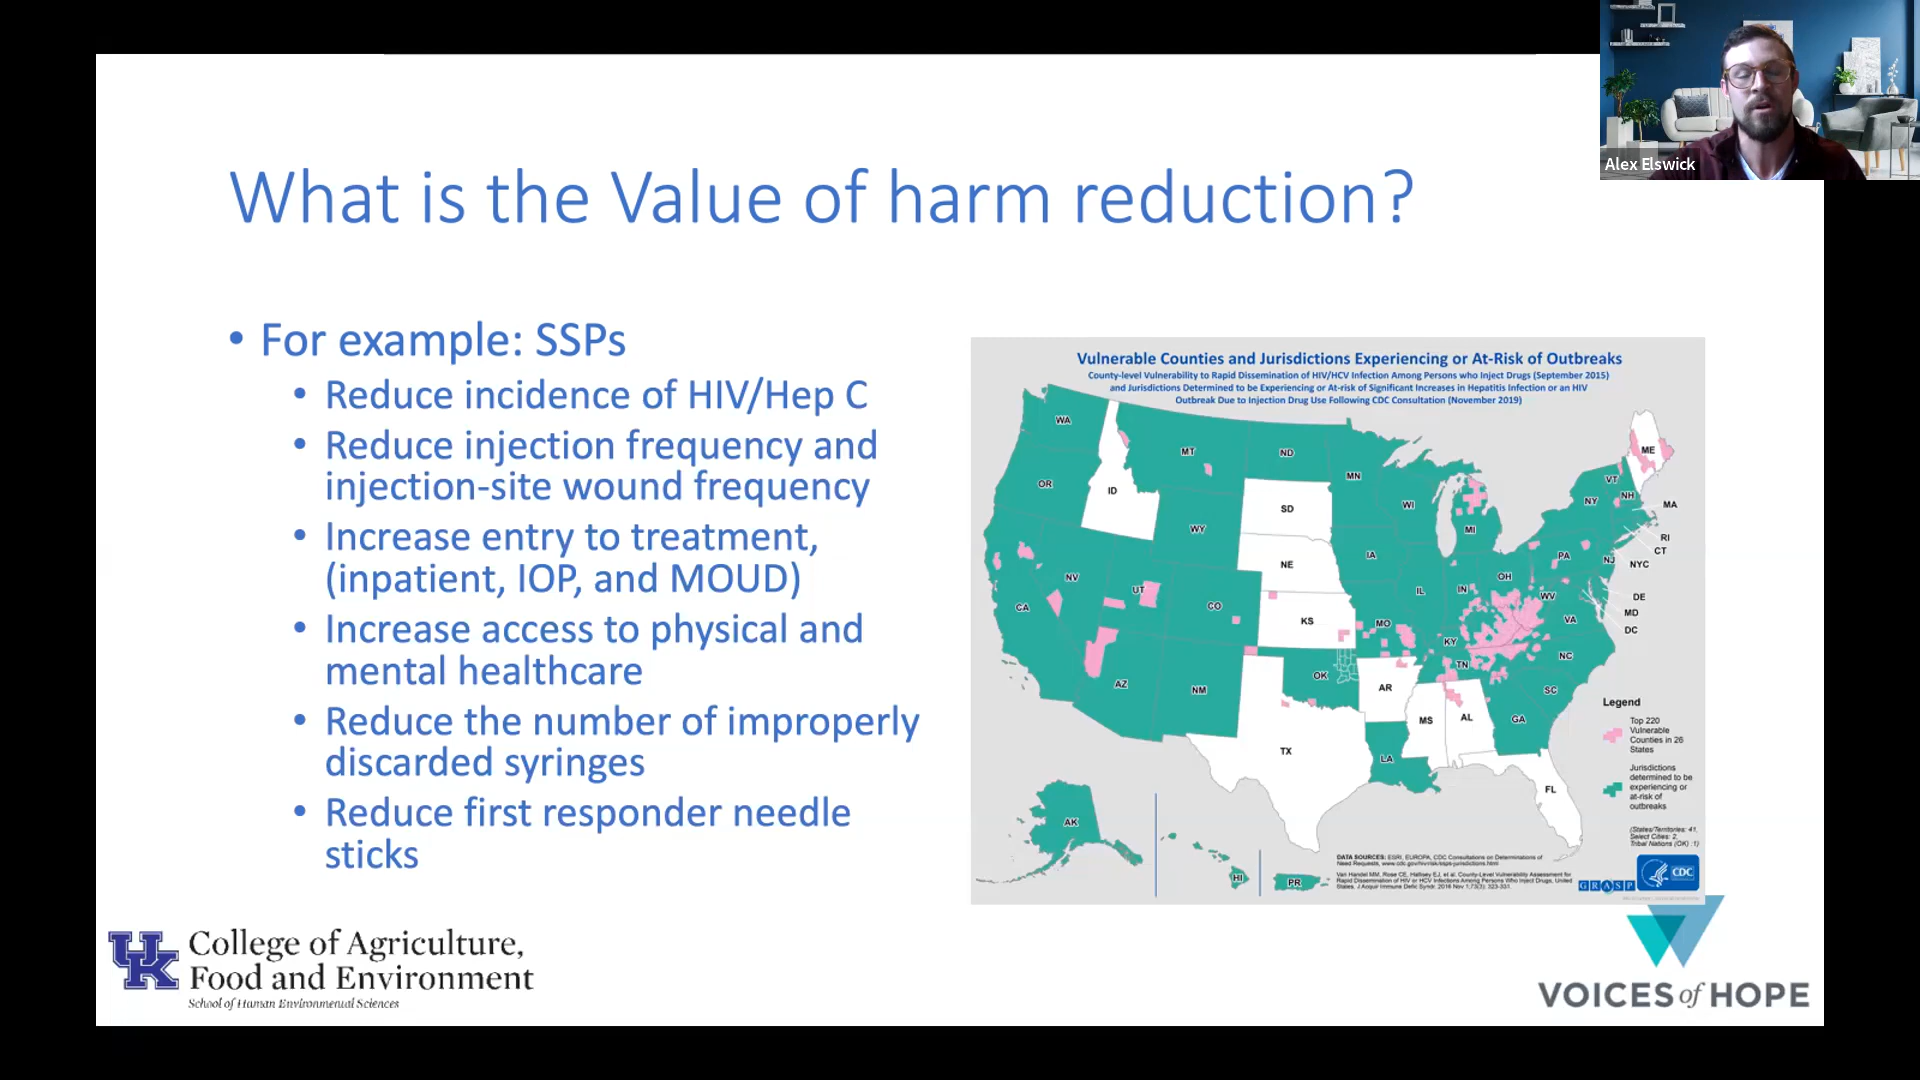 Alex Elswick
What is the Value of harm reduction?
• For example: SSPs
• Reduce incidence of HIV/Hep C
• Reduce injection frequency and
injection-site wound frequency
• Increase entry to treatment,
(inpatient, IOP, and MOUD)
• Increase access to physical and
mental healthcare
• Reduce the number of improperly
discarded syringes
• Reduce first responder needle
sticks
Vulnerable Counties and Jurisdictions Experiencing or At-Risk of Outbreaks
County-level Vulnerability to Rapid Dissemination of HIV/HCV Infection Among Persons who Inject Drugs (September 2015)
and Jurisdictions Determined to be Experiencing or At-risk of Significant Increases in Hepatitis Infection or an HIV
Outbreak Due to Injection Drug Use Following CDC Consultation (November 2019)
WA
MT
ND
MN
ME
OR
ID
SD
WI
VT
NH
NY
MA
WY
MI
RI
CT
IA
PA
NJ
NYC
NE
NV
UT
CO
IL
IN
OH
WV
DE
MD
DC
CA
KS
MO
KY
VA
AZ
NM
OK
TN
NC
AR
SC
MS
AL
GA
TX
LA
FL
AK
HI
PR
Legend
Top 220
Vulnerable
Counties in 26
States
Jurisdictions
determined to be
experiencing or
at-risk of
outbreaks
(States/Territories: 41,
Select Cities: 2,
Tribal Nations (OK) :1)
DATA SOURCES: ESRI, EUROPA, CDC Consultations on Determinations of
Need Requests, www.cdc.gov/hiv/risk/ssps-jurisdictions.html
Van Handel MM, Rose CE, Hallisey EJ, et al. County-Level Vulnerability Assessment for
Rapid Dissemination of HIV or HCV Infections Among Persons Who Inject Drugs, United
States. J Acquir Immune Defic Syndr. 2016 Nov 1;73(3): 323-331.
GRASP
CDC
UK
College of Agriculture,
Food and Environment
School of Human Environmental Sciences
VOICES of HOPE